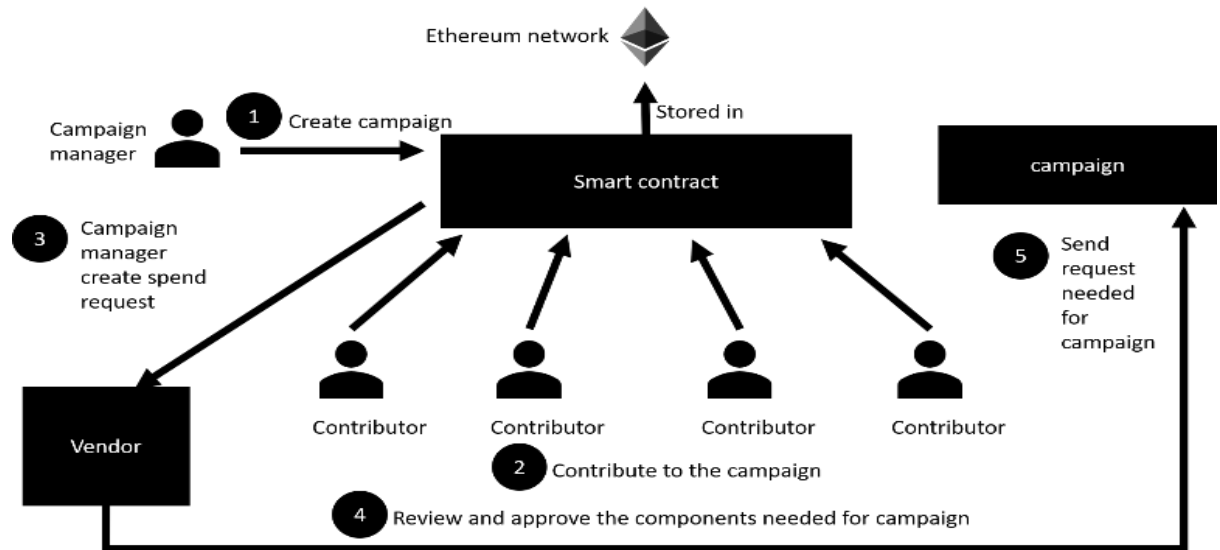 Ethereum network
Stored in
1
Create campaign
Campaign
manager
Smart contract
campaign
3
Campaign
manager
create spend
request
5
Send
request
needed
for
campaign
Contributor
Contributor
Contributor
Contributor
Vendor
2
Contribute to the campaign
4
Review and approve the components needed for campaign